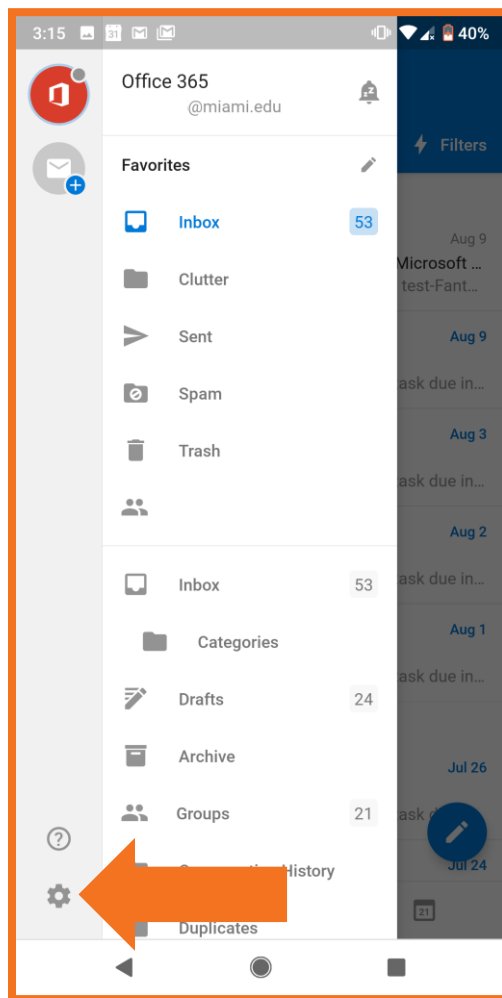 3:15 31 40%
Office 365
@miami.edu
Filters
Favorites
Inbox 53
Aug 9
Microsoft ...
Clutter
test-Fant...
Sent
Aug 9
Spam
ask due in...
Aug 3
Trash
ask due in...
Aug 2
Inbox 53
ask due in...
Categories
Aug 1
ask due in...
Drafts 24
Archive
Jul 26
Groups 21
ask
History
Jul 24
21
Duplicates